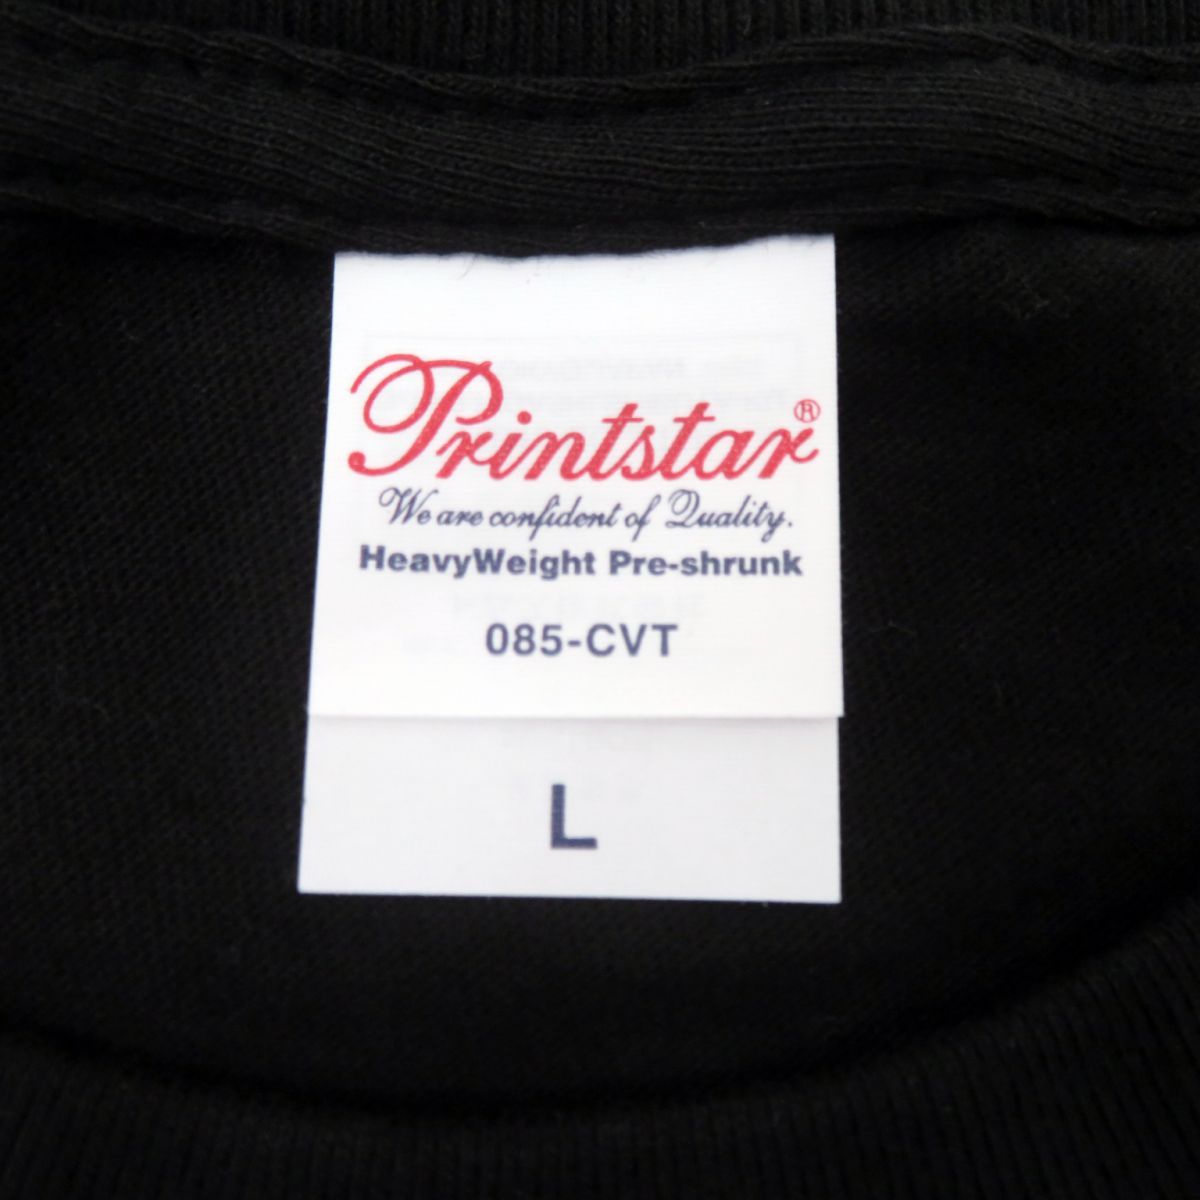 Printstar®
We are confident of Quality.
HeavyWeight Pre-shrunk
085-CVT
L